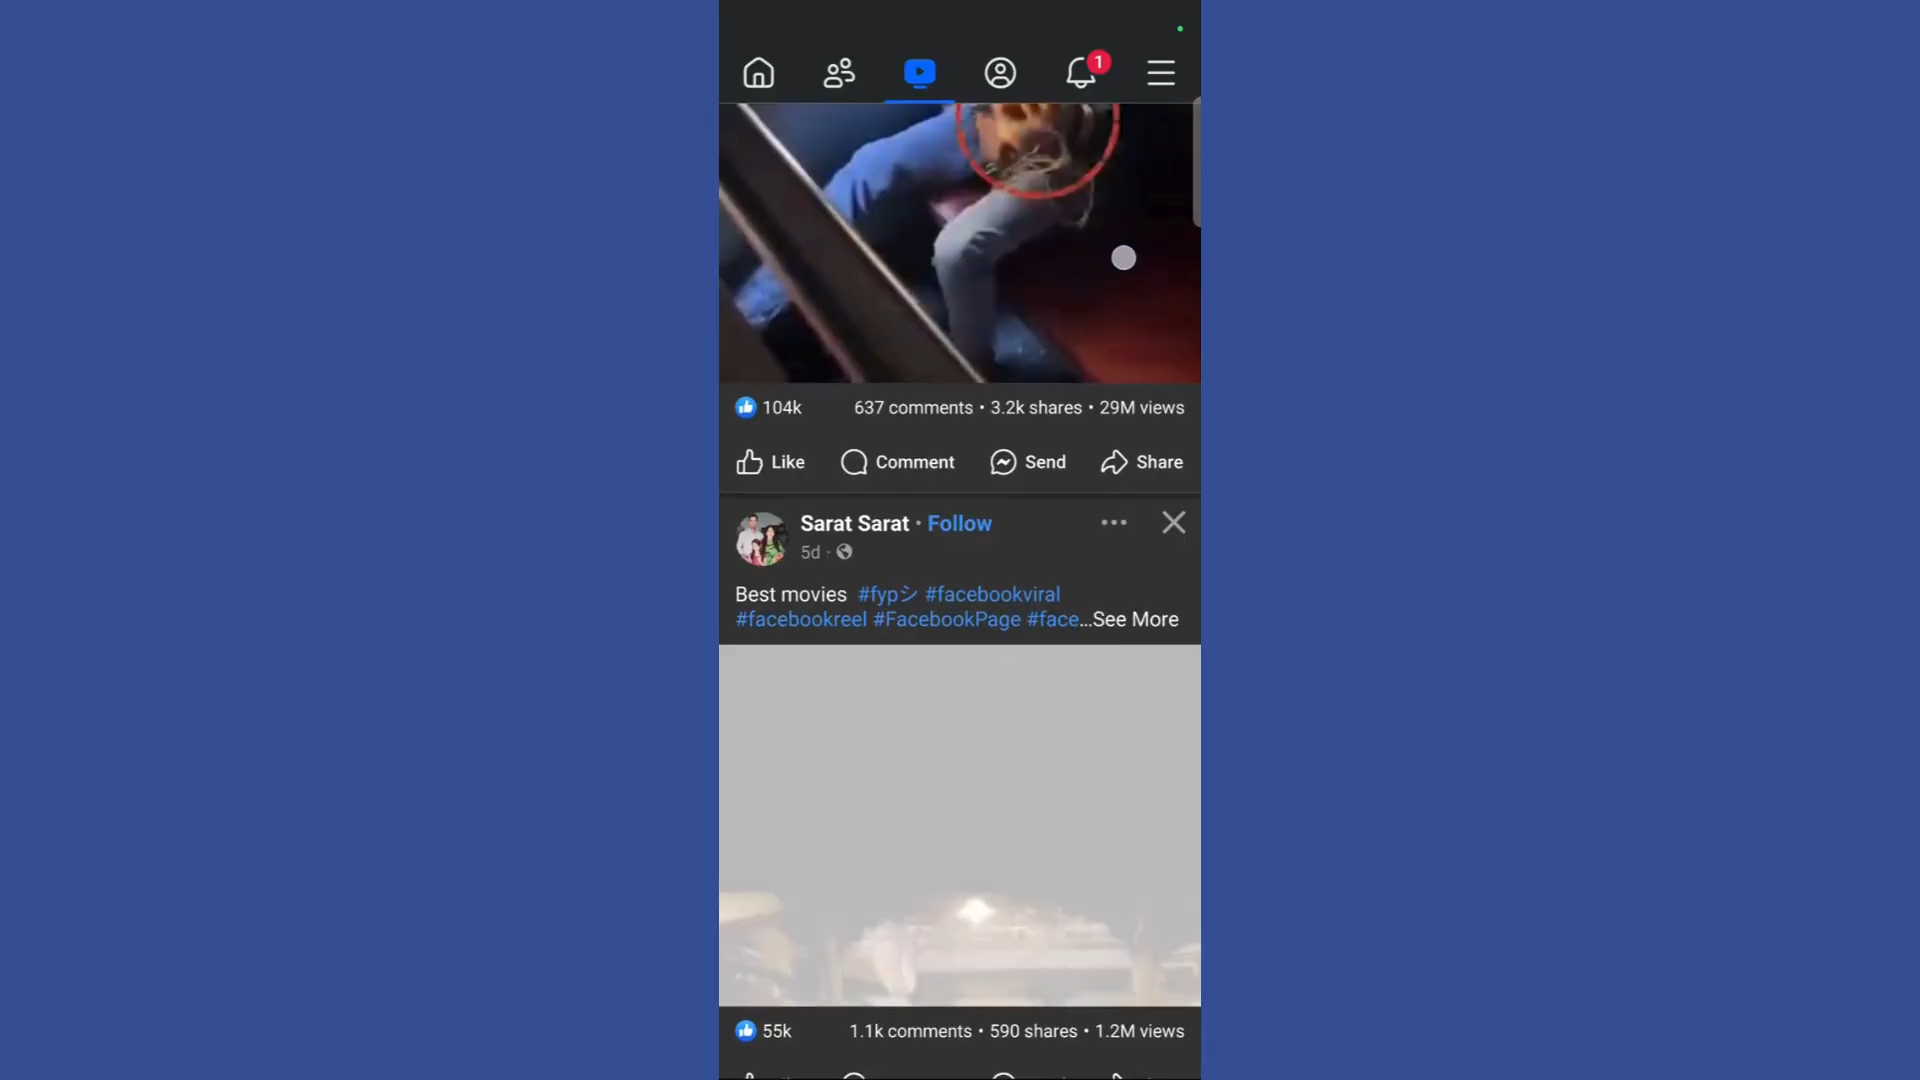 1
104k 637 comments • 3.2k shares • 29M views
Like Comment Send Share
Sarat Sarat • Follow
5d
Best movies #fypシ #facebookviral
#facebookreel #FacebookPage #face...See More
55k 1.1k comments • 590 shares • 1.2M views